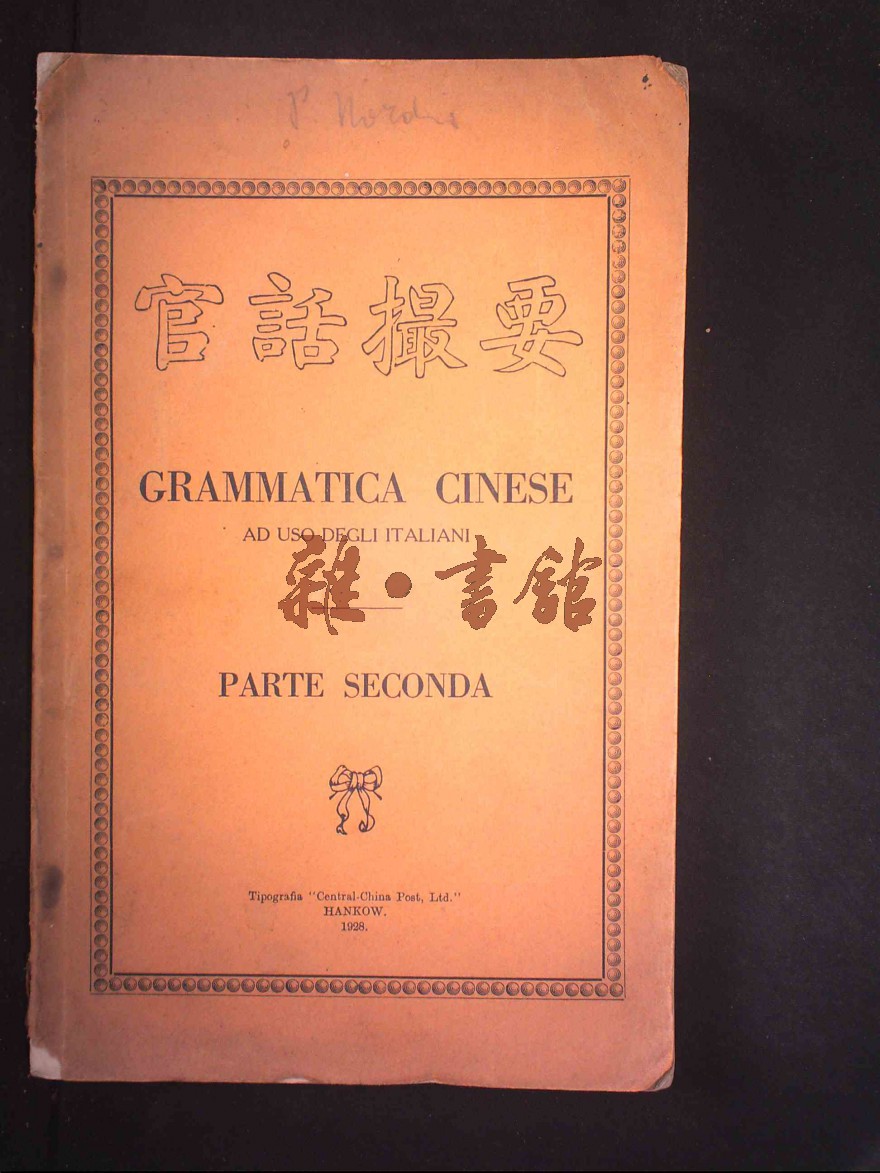 官話撮要
GRAMMATICA CINESE
AD USO DEGLI ITALIANI
雜·書館
PARTE SECONDA
Tipografia "Central-China Post, Ltd."
HANKOW.
1928.